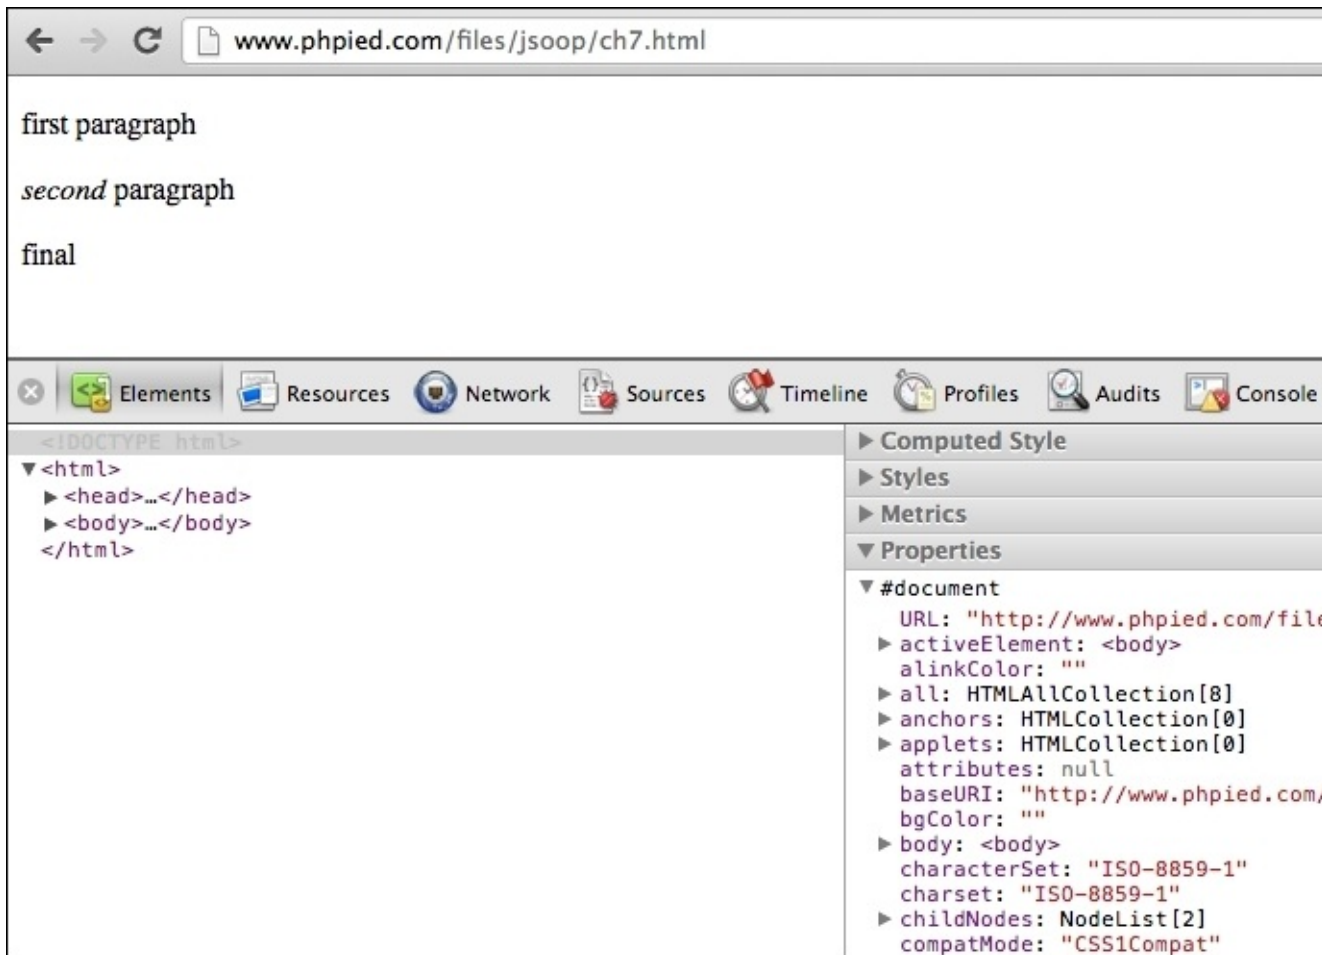 www.phpied.com/files/jsoop/ch7.html
first paragraph
second paragraph
final
Elements Resources Network Sources Timeline Profiles Audits Console
<!DOCTYPE html>
<html>
<head>…</head>
<body>…</body>
</html>
Computed Style
Styles
Metrics
Properties
#document
URL: "http://www.phpied.com/file
activeElement: <body>
alinkColor: ""
all: HTMLAllCollection[8]
anchors: HTMLCollection[0]
applets: HTMLCollection[0]
attributes: null
baseURI: "http://www.phpied.com/
bgColor: ""
body: <body>
characterSet: "ISO-8859-1"
charset: "ISO-8859-1"
childNodes: NodeList[2]
compatMode: "CSS1Compat"